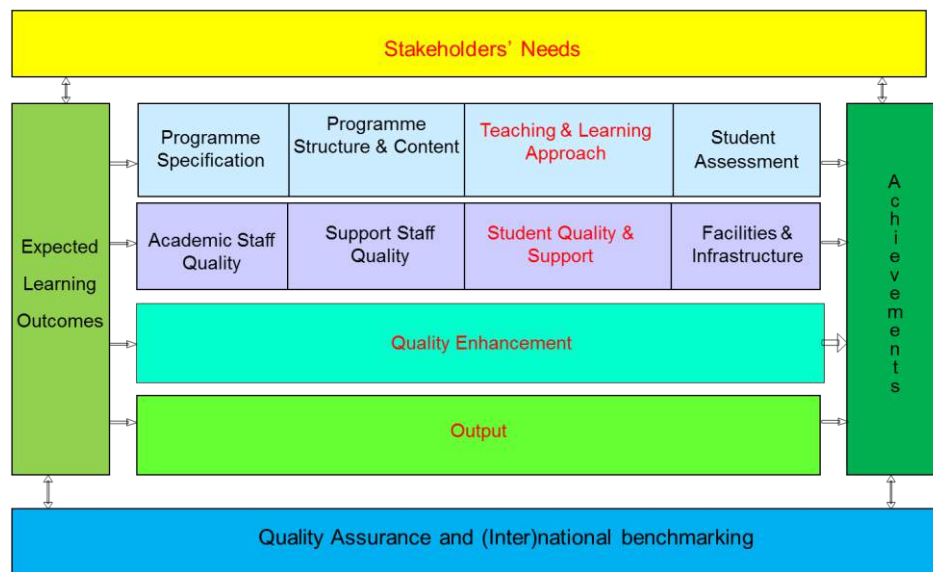 Stakeholders' Needs
Programme
Specification
Programme
Structure & Content
Teaching & Learning
Approach
Student
Assessment
Academic Staff
Quality
Support Staff
Quality
Student Quality &
Support
Facilities &
Infrastructure
Expected
Learning
Outcomes
Quality Enhancement
Output
Achievements
Quality Assurance and (Inter)national benchmarking